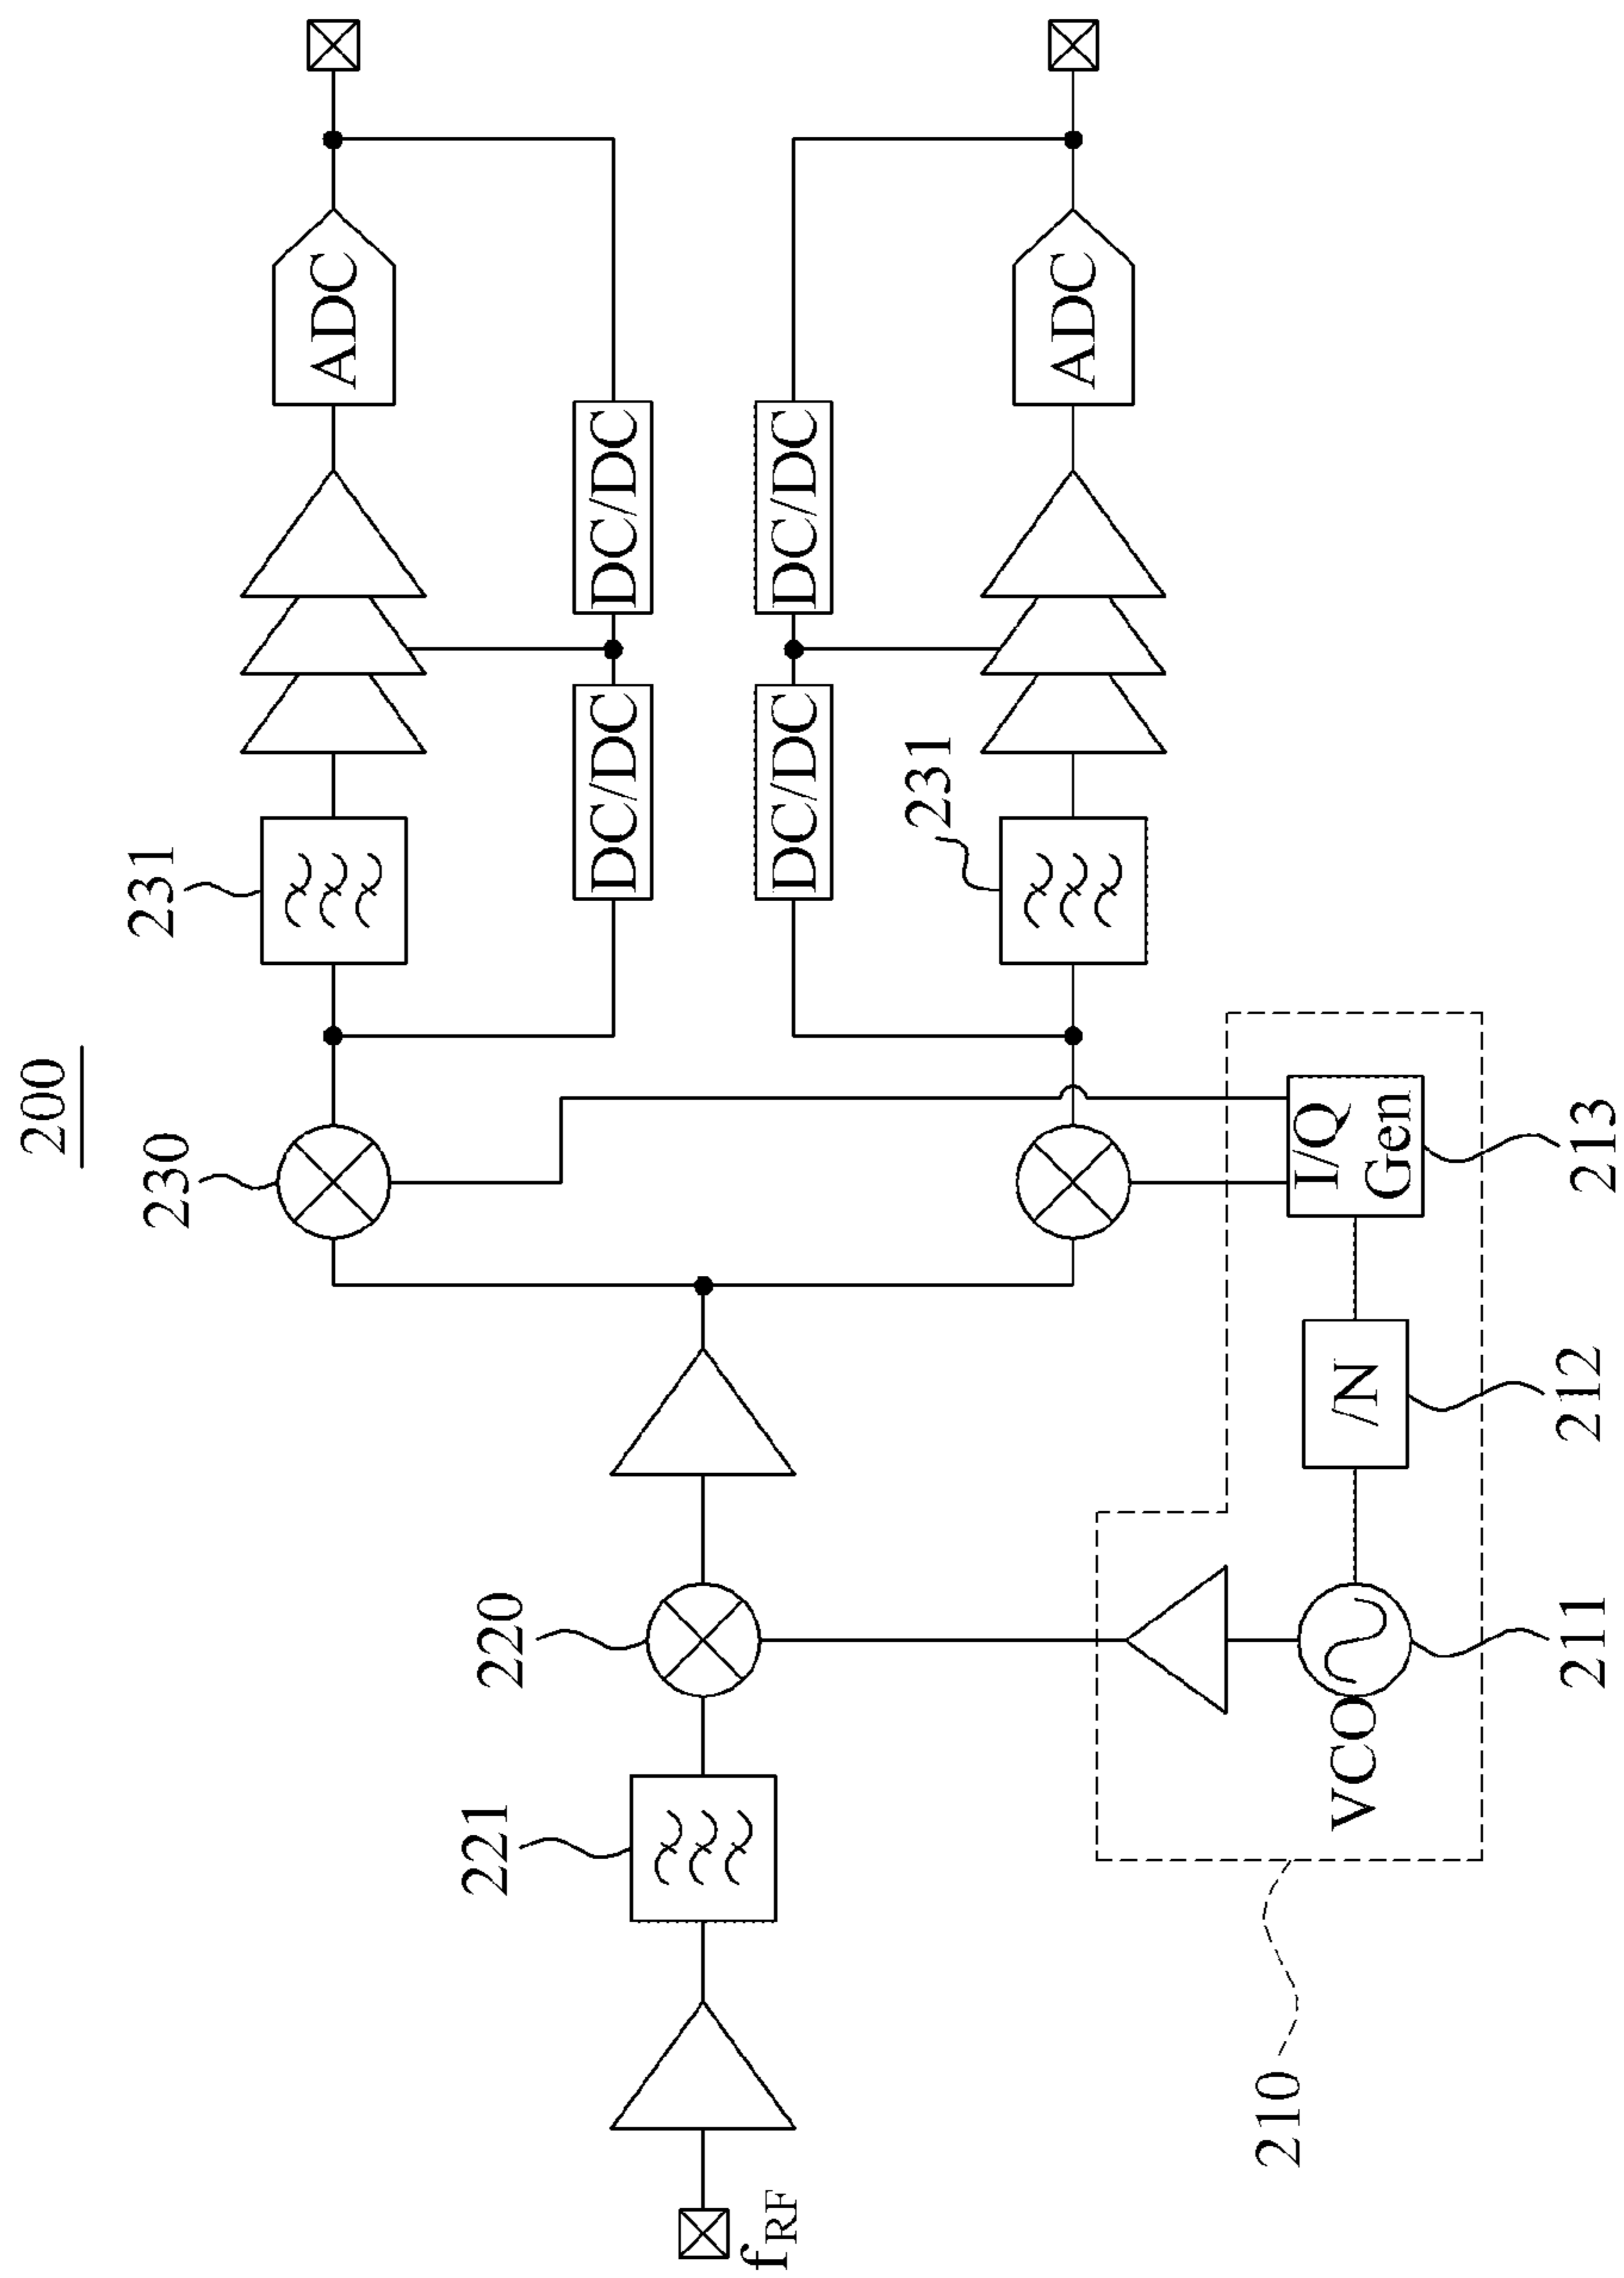 200
230
231
ADC
DC/DC
DC/DC
DC/DC
DC/DC
231
ADC
f_RF
221
220
210
VCO
211
/N
212
I/Q
Gen
213